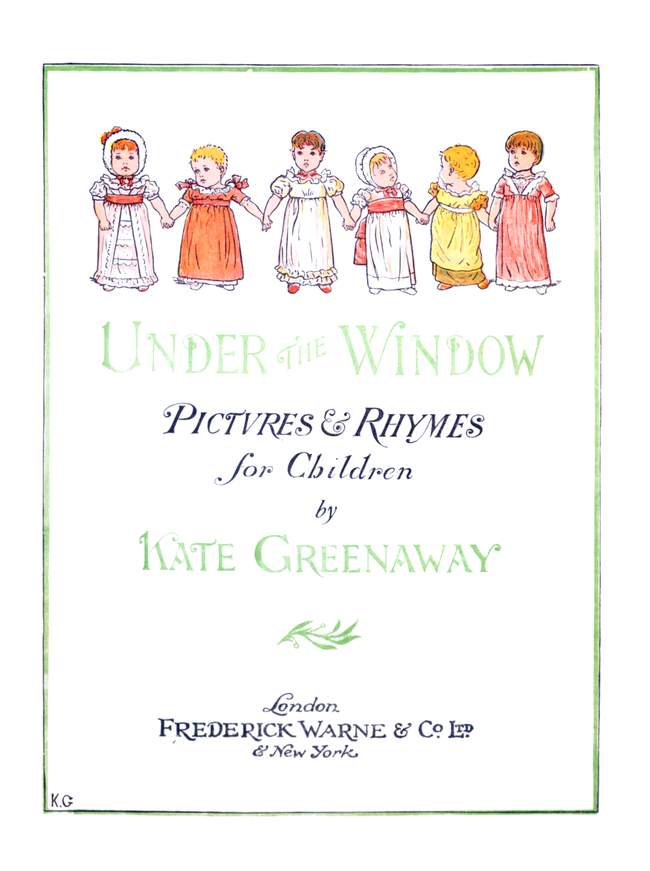 UNDER THE WINDOW
PICTVRES & RHYMES
for Children
by
KATE GREENAWAY
London
FREDERICK WARNE & Co LTD
& New York
K.G